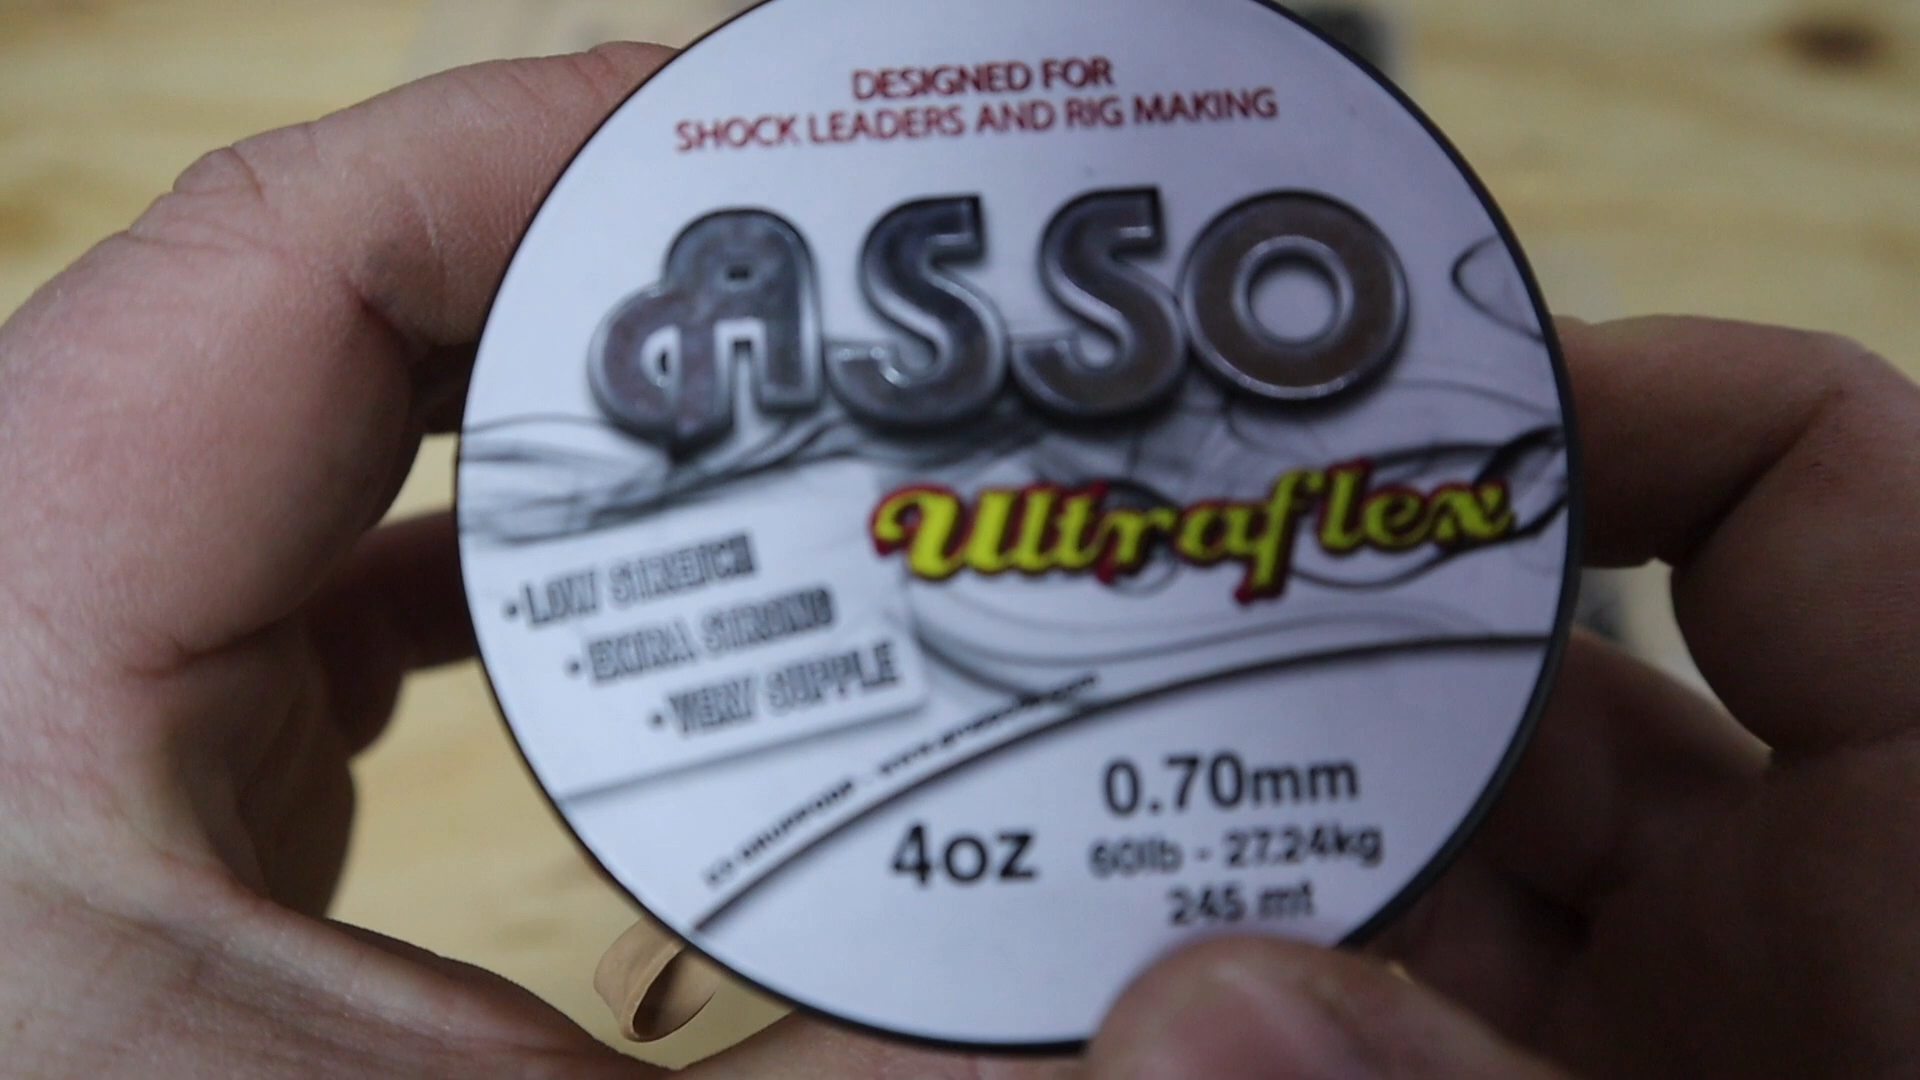 DESIGNED FOR
SHOCK LEADERS AND RIG MAKING
ASSO
Ultraflex
• LOW STRETCH
• EXTRA STRONG
• VERY SUPPLE
4oz
0.70mm
60lb - 27.24kg
245 mt